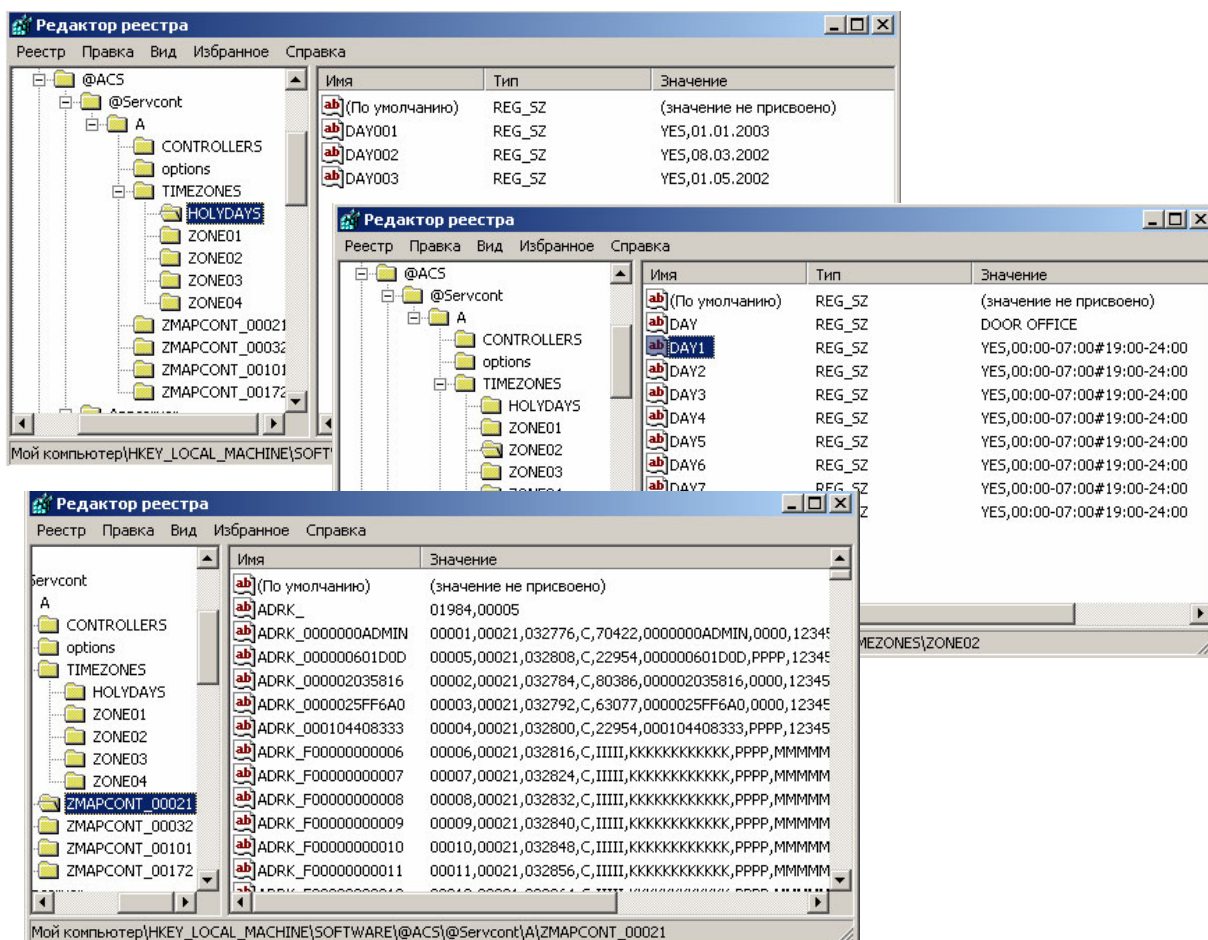 Редактор реестра
Реестр Правка Вид Избранное Справка
@ACS
@Servcont
A
CONTROLLERS
options
TIMEZONES
HOLYDAYS
ZONE01
ZONE02
ZONE03
ZONE04
ZMAPCONT_00021
ZMAPCONT_00032
ZMAPCONT_00101
ZMAPCONT_00172
Имя Тип Значение
(По умолчанию) REG_SZ (значение не присвоено)
DAY001 REG_SZ YES,01.01.2003
DAY002 REG_SZ YES,08.03.2002
DAY003 REG_SZ YES,01.05.2002
Мой компьютер\HKEY_LOCAL_MACHINE\SOFT
Редактор реестра
Реестр Правка Вид Избранное Справка
@ACS
@Servcont
A
CONTROLLERS
options
TIMEZONES
HOLYDAYS
ZONE01
ZONE02
ZONE03
Имя Тип Значение
(По умолчанию) REG_SZ (значение не присвоено)
DAY REG_SZ DOOR OFFICE
DAY1 REG_SZ YES,00:00-07:00#19:00-24:00
DAY2 REG_SZ YES,00:00-07:00#19:00-24:00
DAY3 REG_SZ YES,00:00-07:00#19:00-24:00
DAY4 REG_SZ YES,00:00-07:00#19:00-24:00
DAY5 REG_SZ YES,00:00-07:00#19:00-24:00
DAY6 REG_SZ YES,00:00-07:00#19:00-24:00
DAY7 REG_SZ YES,00:00-07:00#19:00-24:00
Z YES,00:00-07:00#19:00-24:00
MEZONES\ZONE02
Редактор реестра
Реестр Правка Вид Избранное Справка
Servcont
A
CONTROLLERS
options
TIMEZONES
HOLYDAYS
ZONE01
ZONE02
ZONE03
ZONE04
ZMAPCONT_00021
ZMAPCONT_00032
ZMAPCONT_00101
ZMAPCONT_00172
Имя Значение
(По умолчанию) (значение не присвоено)
ADRK_ 01984,00005
ADRK_0000000ADMIN 00001,00021,032776,C,70422,0000000ADMIN,0000,12345
ADRK_000000601D0D 00005,00021,032808,C,22954,000000601D0D,PPPP,12345
ADRK_000002035816 00002,00021,032784,C,80386,000002035816,0000,12345
ADRK_0000025FF6A0 00003,00021,032792,C,63077,0000025FF6A0,0000,12345
ADRK_000104408333 00004,00021,032800,C,22954,000104408333,PPPP,12345
ADRK_F00000000006 00006,00021,032816,C,IIIII,KKKKKKKKKKKK,PPPP,MMMMM
ADRK_F00000000007 00007,00021,032824,C,IIIII,KKKKKKKKKKKK,PPPP,MMMMM
ADRK_F00000000008 00008,00021,032832,C,IIIII,KKKKKKKKKKKK,PPPP,MMMMM
ADRK_F00000000009 00009,00021,032840,C,IIIII,KKKKKKKKKKKK,PPPP,MMMMM
ADRK_F00000000010 00010,00021,032848,C,IIIII,KKKKKKKKKKKK,PPPP,MMMMM
ADRK_F00000000011 00011,00021,032856,C,IIIII,KKKKKKKKKKKK,PPPP,MMMMM
Мой компьютер\HKEY_LOCAL_MACHINE\SOFTWARE\@ACS\@Servcont\A\ZMAPCONT_00021